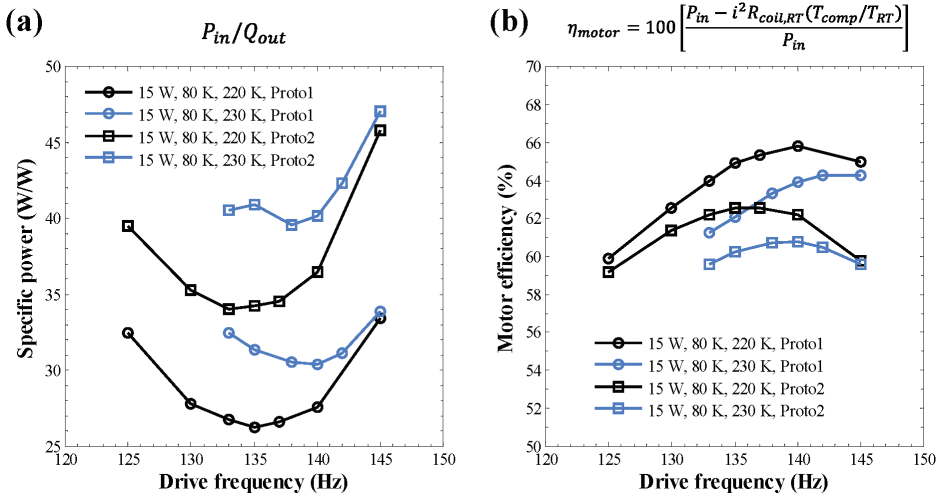 (a)
P_in/Q_out
50
45
40
35
30
25
Specific power (W/W)
15 W, 80 K, 220 K, Proto1
15 W, 80 K, 230 K, Proto1
15 W, 80 K, 220 K, Proto2
15 W, 80 K, 230 K, Proto2
120 125 130 135 140 145 150
Drive frequency (Hz)
(b)
η_motor = 100 [ (P_in − i²R_coil,RT(T_comp/T_RT)) / P_in ]
70
68
66
64
62
60
58
56
54
52
50
Motor efficiency (%)
15 W, 80 K, 220 K, Proto1
15 W, 80 K, 230 K, Proto1
15 W, 80 K, 220 K, Proto2
15 W, 80 K, 230 K, Proto2
120 125 130 135 140 145 150
Drive frequency (Hz)